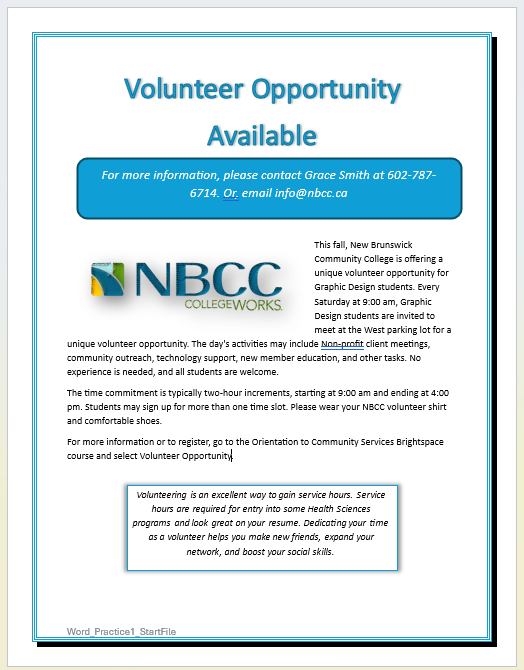 Volunteer Opportunity
Available
For more information, please contact Grace Smith at 602-787-
6714. Or. email info@nbcc.ca
NBCC
COLLEGEWORKS.
This fall, New Brunswick
Community College is offering a
unique volunteer opportunity for
Graphic Design students. Every
Saturday at 9:00 am, Graphic
Design students are invited to
meet at the West parking lot for a
unique volunteer opportunity. The day's activities may include Non-profit client meetings,
community outreach, technology support, new member education, and other tasks. No
experience is needed, and all students are welcome.
The time commitment is typically two-hour increments, starting at 9:00 am and ending at 4:00
pm. Students may sign up for more than one time slot. Please wear your NBCC volunteer shirt
and comfortable shoes.
For more information or to register, go to the Orientation to Community Services Brightspace
course and select Volunteer Opportunity.
Volunteering is an excellent way to gain service hours. Service
hours are required for entry into some Health Sciences
programs and look great on your resume. Dedicating your time
as a volunteer helps you make new friends, expand your
network, and boost your social skills.
Word_Practice1_StartFile